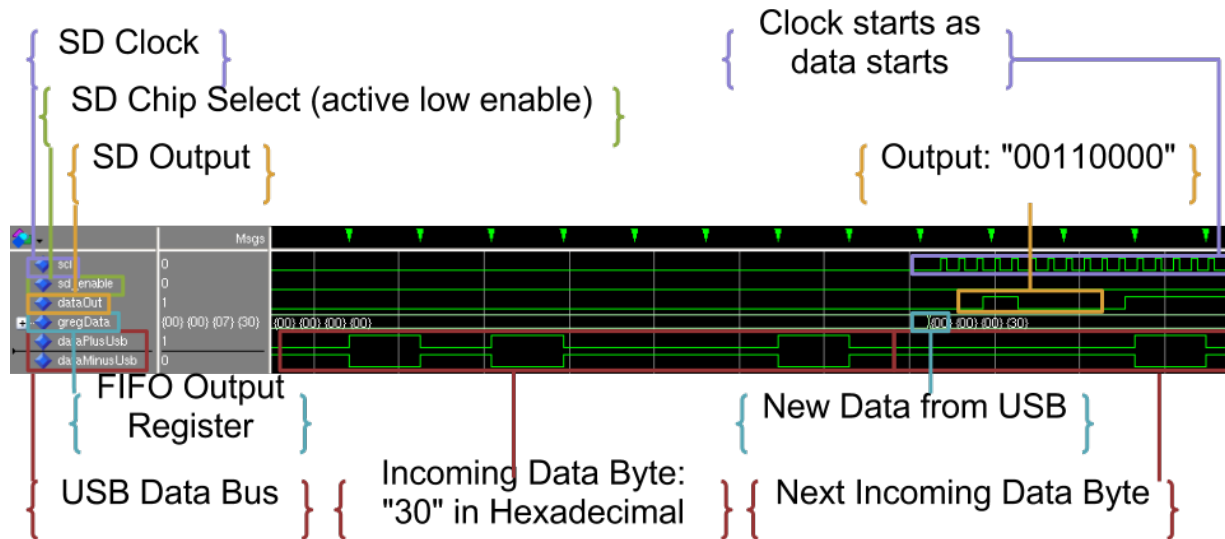 SD Clock
Clock starts as
data starts
SD Chip Select (active low enable)
SD Output
Output: "00110000"
Msgs
scl 0
sd_enable 0
dataOut 1
gregData {00} {00} {07} {30} {00} {00} {00} {00} {00} {00} {00} {30}
dataPlusUsb 1
dataMinusUsb 0
FIFO Output
Register
New Data from USB
USB Data Bus
Incoming Data Byte:
"30" in Hexadecimal
Next Incoming Data Byte